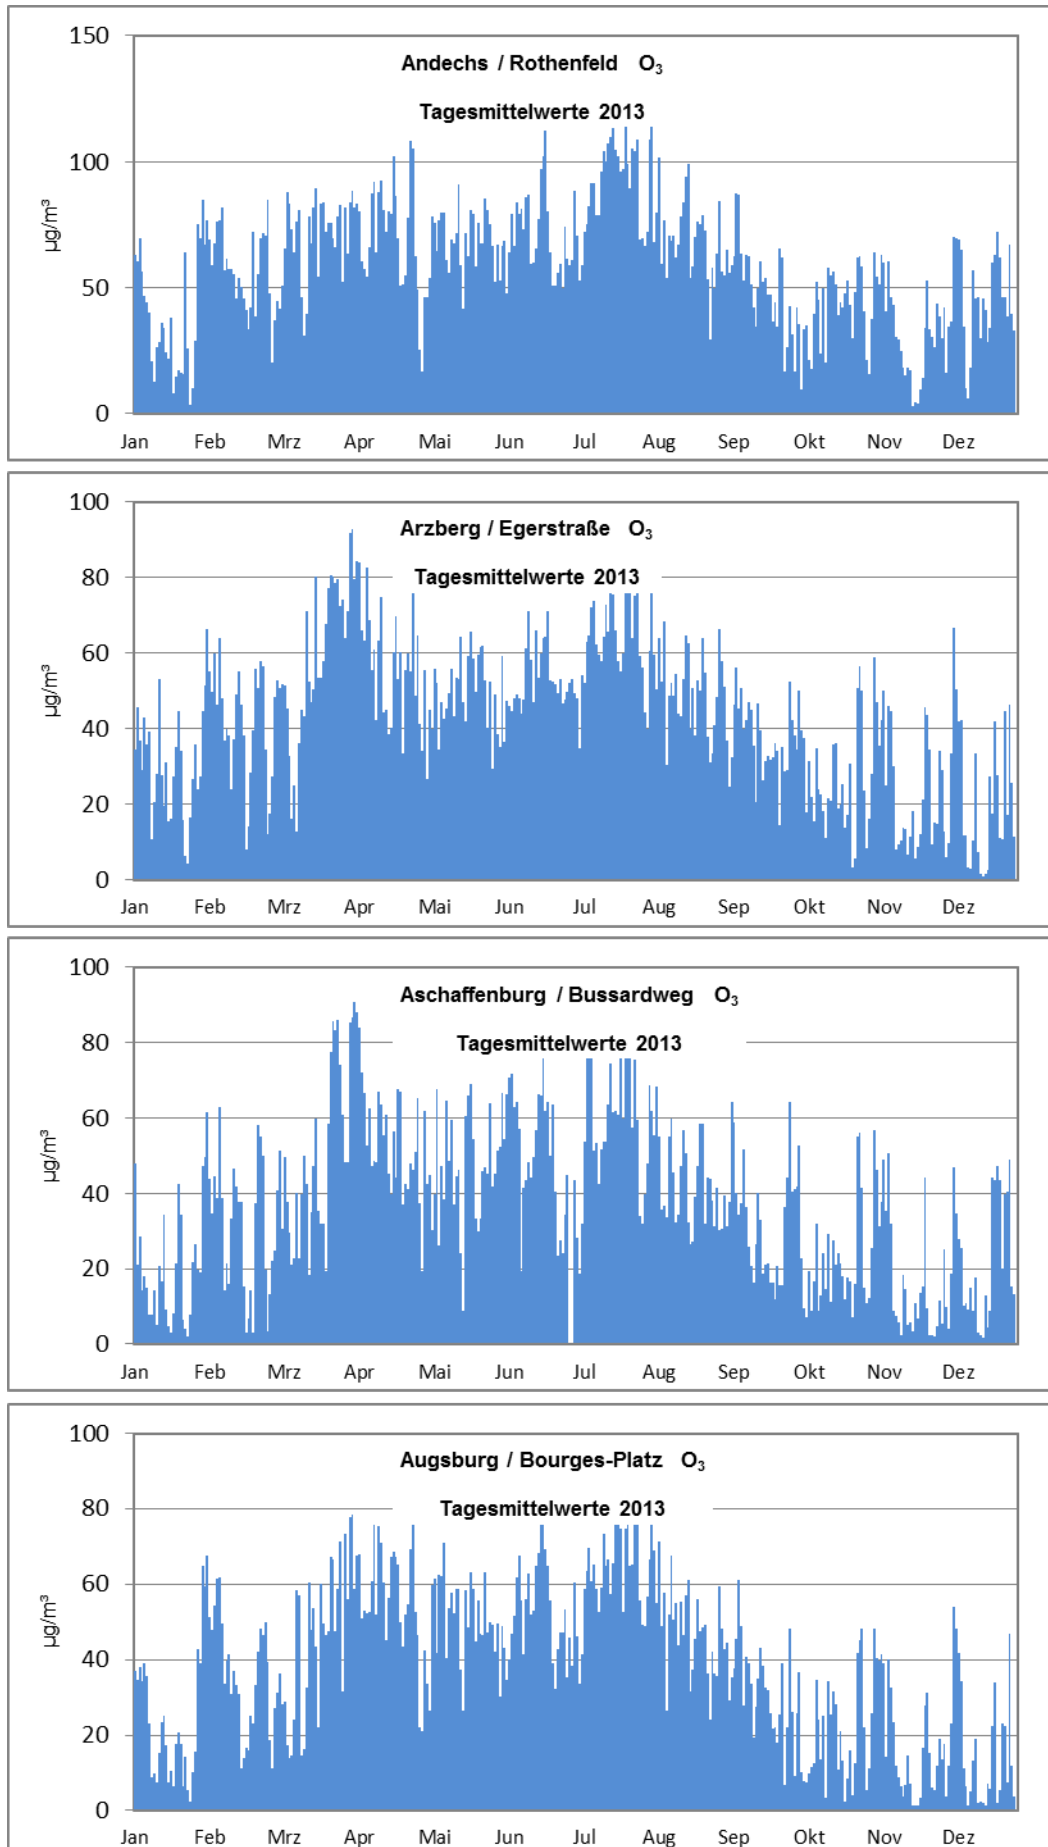 150
Andechs / Rothenfeld O₃
Tagesmittelwerte 2013
100
µg/m³
50
0
Jan Feb Mrz Apr Mai Jun Jul Aug Sep Okt Nov Dez
100
Arzberg / Egerstraße O₃
80
Tagesmittelwerte 2013
60
µg/m³
40
20
0
Jan Feb Mrz Apr Mai Jun Jul Aug Sep Okt Nov Dez
100
Aschaffenburg / Bussardweg O₃
80
Tagesmittelwerte 2013
60
µg/m³
40
20
0
Jan Feb Mrz Apr Mai Jun Jul Aug Sep Okt Nov Dez
100
Augsburg / Bourges-Platz O₃
80
Tagesmittelwerte 2013
60
µg/m³
40
20
0
Jan Feb Mrz Apr Mai Jun Jul Aug Sep Okt Nov Dez